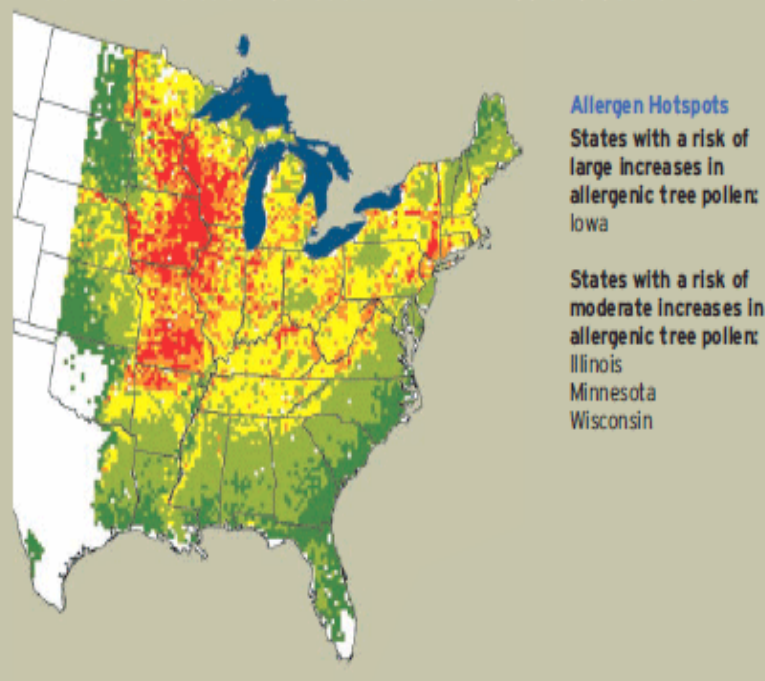 Allergen Hotspots
States with a risk of
large increases in
allergenic tree pollen:
Iowa
States with a risk of
moderate increases in
allergenic tree pollen:
Illinois
Minnesota
Wisconsin